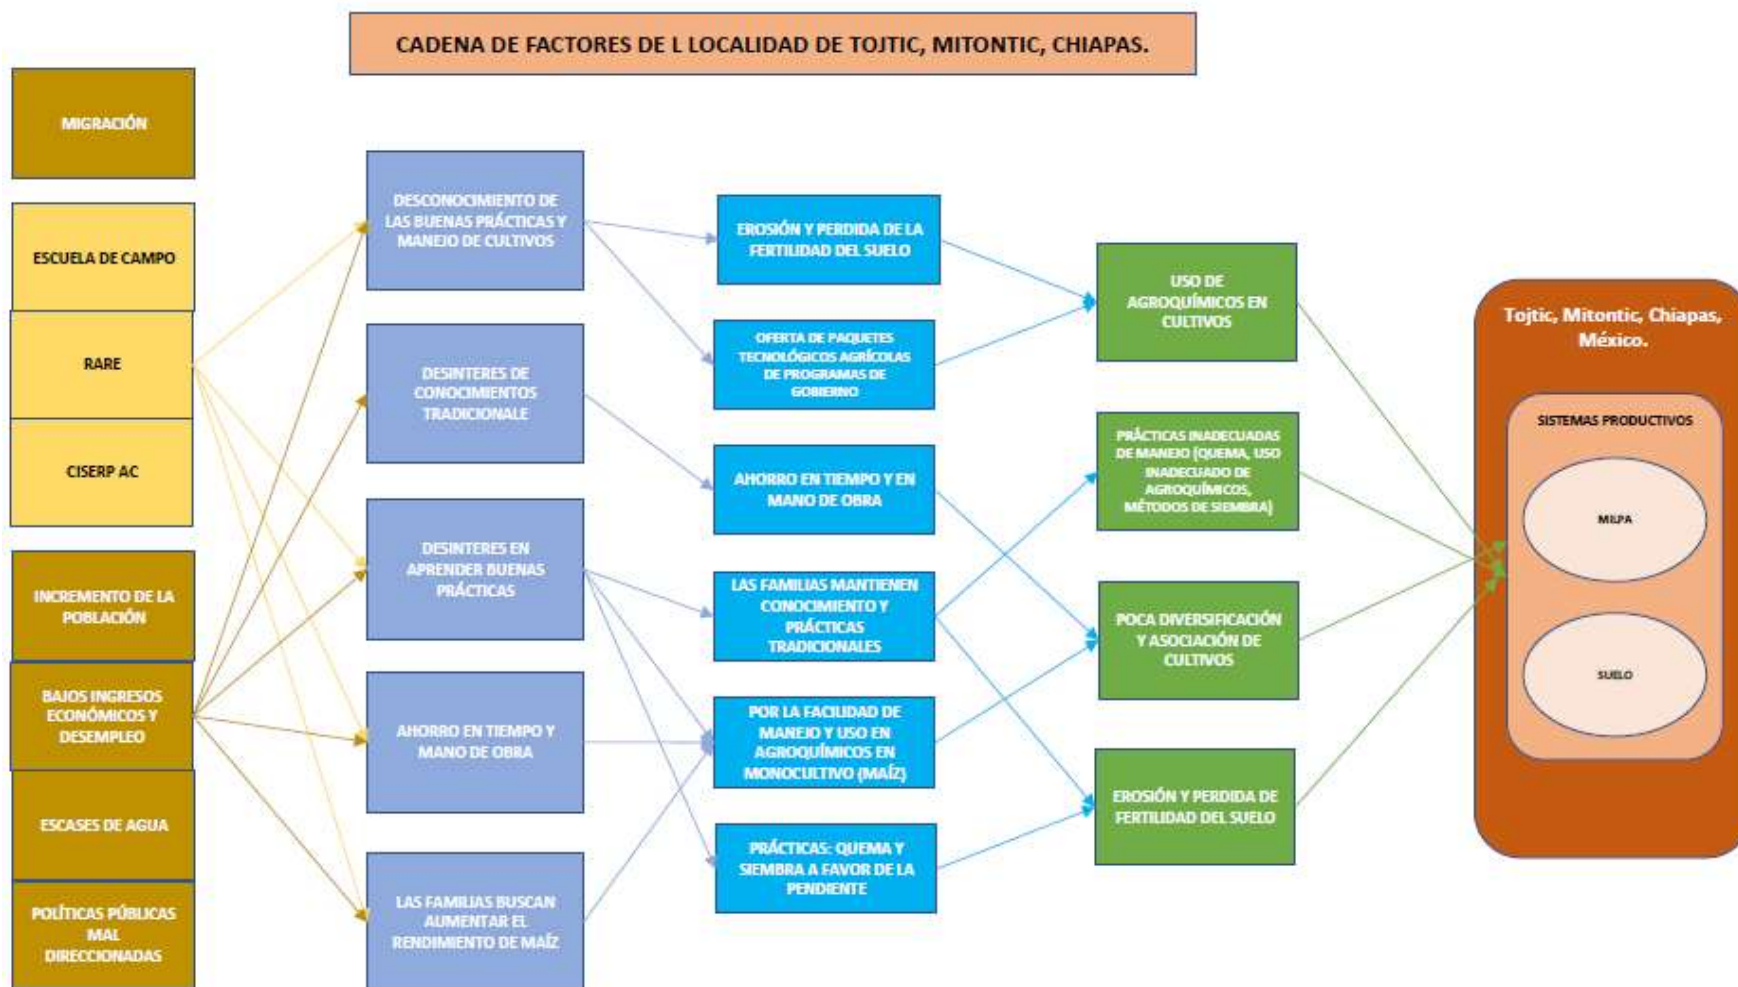 CADENA DE FACTORES DE L LOCALIDAD DE TOJTIC, MITONTIC, CHIAPAS.
MIGRACIÓN
ESCUELA DE CAMPO
RARE
CISERP AC
INCREMENTO DE LA
POBLACIÓN
BAJOS INGRESOS
ECONÓMICOS Y
DESEMPLEO
ESCASES DE AGUA
POLÍTICAS PÚBLICAS
MAL
DIRECCIONADAS
DESCONOCIMIENTO DE
LAS BUENAS PRÁCTICAS Y
MANEJO DE CULTIVOS
DESINTERES DE
CONOCIMIENTOS
TRADICIONALE
DESINTERES EN
APRENDER BUENAS
PRÁCTICAS
AHORRO EN TIEMPO Y
MANO DE OBRA
LAS FAMILIAS BUSCAN
AUMENTAR EL
RENDIMIENTO DE MAÍZ
EROSIÓN Y PERDIDA DE LA
FERTILIDAD DEL SUELO
OFERTA DE PAQUETES
TECNOLÓGICOS AGRÍCOLAS
DE PROGRAMAS DE
GOBIERNO
AHORRO EN TIEMPO Y EN
MANO DE OBRA
LAS FAMILIAS MANTIENEN
CONOCIMIENTO Y
PRÁCTICAS
TRADICIONALES
POR LA FACILIDAD DE
MANEJO Y USO EN
AGROQUÍMICOS EN
MONOCULTIVO (MAÍZ)
PRÁCTICAS: QUEMA Y
SIEMBRA A FAVOR DE LA
PENDIENTE
USO DE
AGROQUÍMICOS EN
CULTIVOS
PRÁCTICAS INADECUADAS
DE MANEJO (QUEMA, USO
INADECUADO DE
AGROQUÍMICOS,
MÉTODOS DE SIEMBRA)
POCA DIVERSIFICACIÓN
Y ASOCIACIÓN DE
CULTIVOS
EROSIÓN Y PERDIDA DE
FERTILIDAD DEL SUELO
Tojtic, Mitontic, Chiapas,
México.
SISTEMAS PRODUCTIVOS
MILPA
SUELO